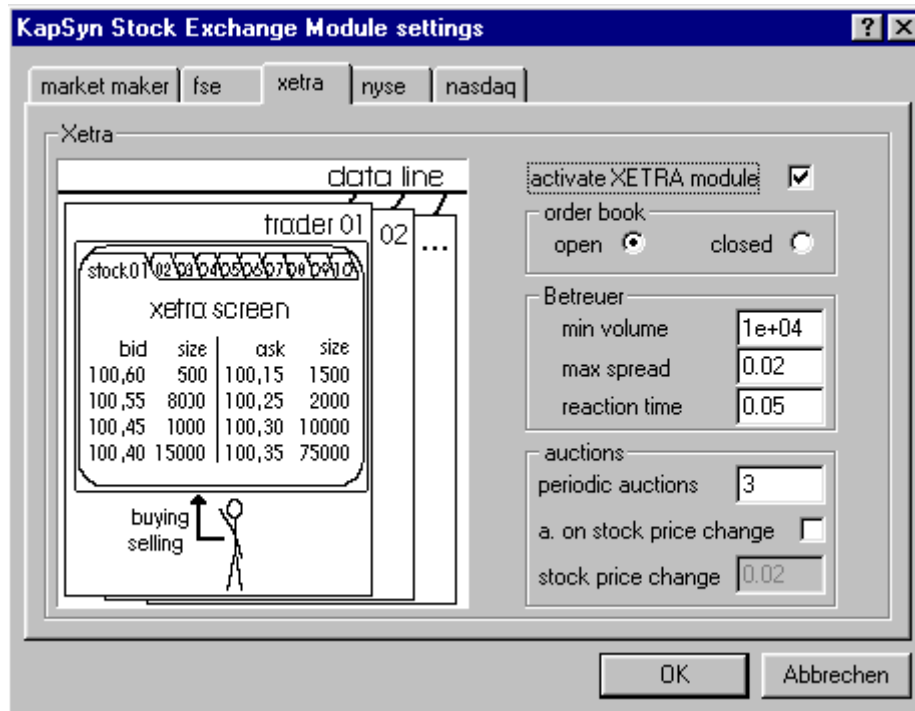 KapSyn Stock Exchange Module settings
market maker fse xetra nyse nasdaq
Xetra
data line
trader 01 02 ...
stock01 02 03 04 05 06 07 08 09 10
xetra screen
bid size ask size
100,60 500 100,15 1500
100,55 8000 100,25 2000
100,45 1000 100,30 10000
100,40 15000 100,35 75000
buying
selling
activate XETRA module
order book
open closed
Betreuer
min volume 1e+04
max spread 0.02
reaction time 0.05
auctions
periodic auctions 3
a. on stock price change
stock price change 0.02
OK Abbrechen